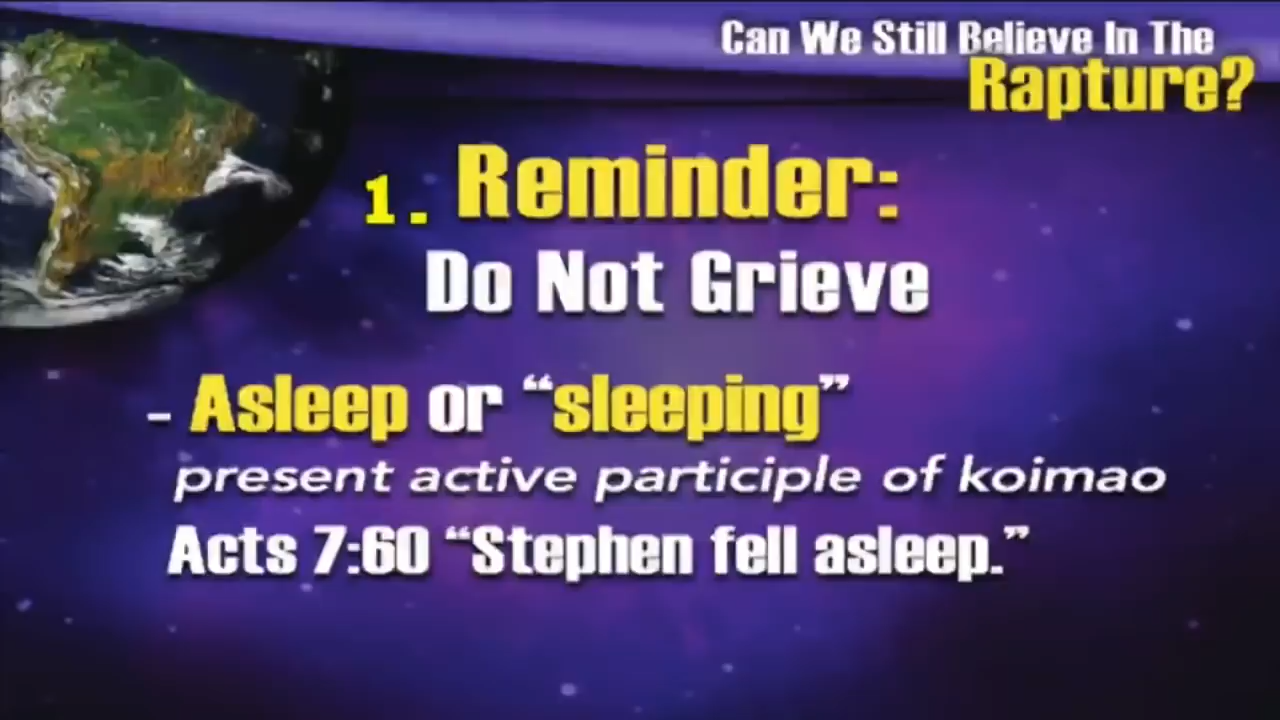 Can We Still Believe In The
Rapture?
1. Reminder:
Do Not Grieve
- Asleep or “sleeping”
present active participle of koimao
Acts 7:60 “Stephen fell asleep.”